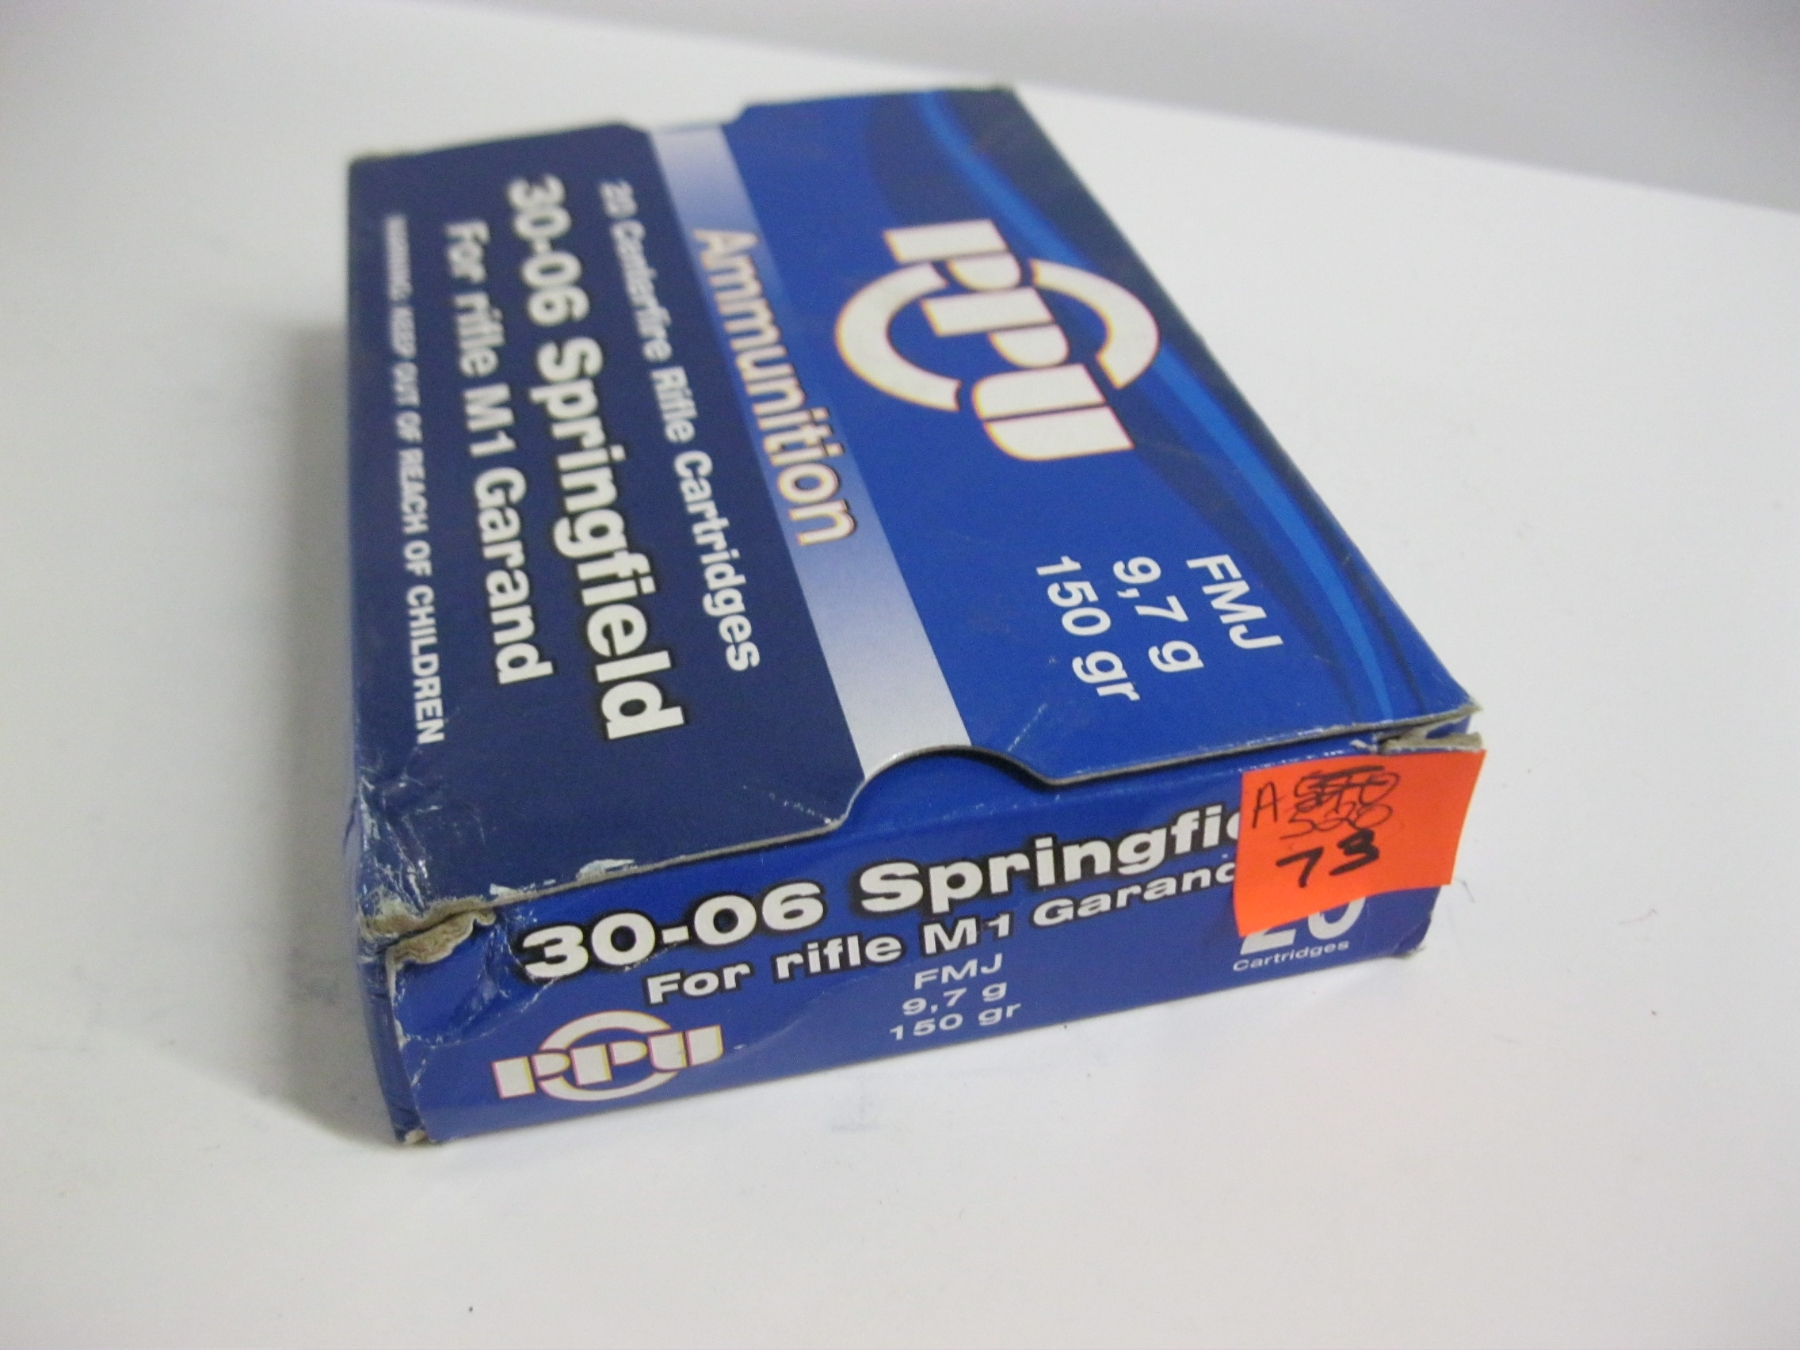 PPU
FMJ
9,7 g
150 gr
Ammunition
20 Centerfire Rifle Cartridges
30-06 Springfield
For rifle M1 Garand
WARNING: KEEP OUT OF REACH OF CHILDREN
30-06 Springfie
For rifle M1 Garand
FMJ
9,7 g
150 gr
PPU
20
Cartridges
A
73